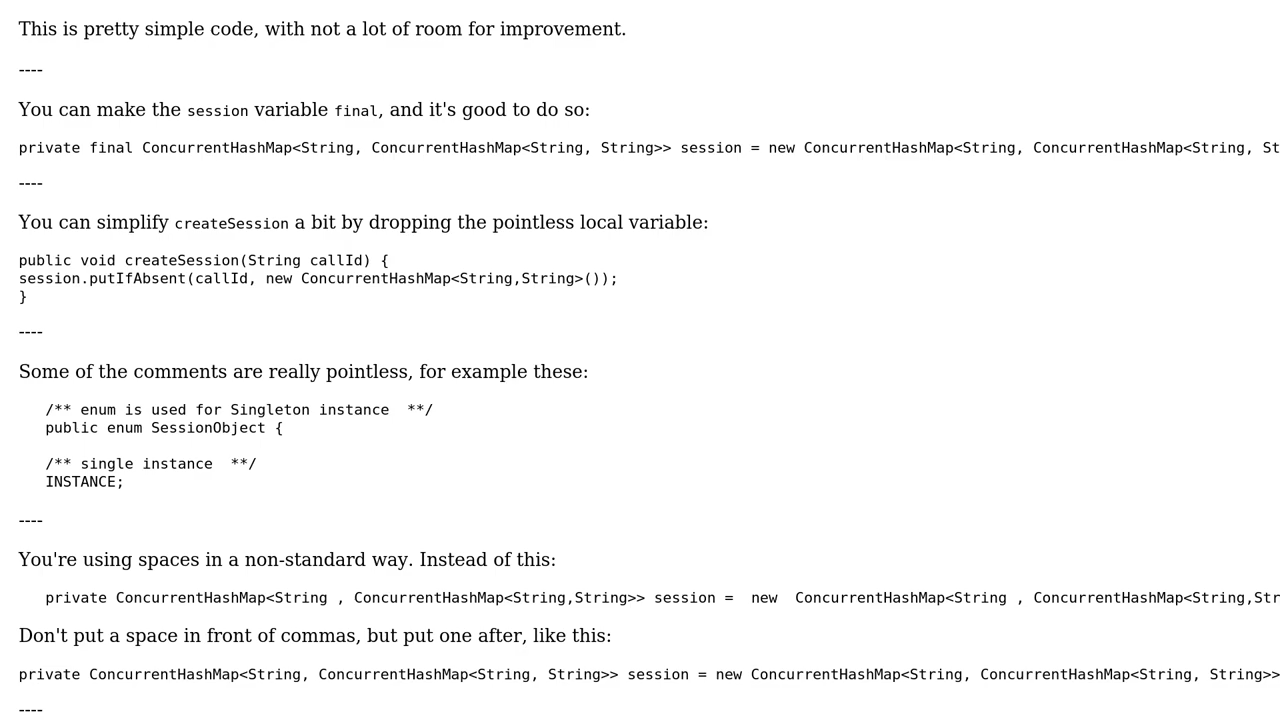 This is pretty simple code, with not a lot of room for improvement.
----
You can make the session variable final, and it's good to do so:
private final ConcurrentHashMap<String, ConcurrentHashMap<String, String>> session = new ConcurrentHashMap<String, ConcurrentHashMap<String, St
----
You can simplify createSession a bit by dropping the pointless local variable:
public void createSession(String callId) {
session.putIfAbsent(callId, new ConcurrentHashMap<String,String>());
}
----
Some of the comments are really pointless, for example these:
/** enum is used for Singleton instance  **/
public enum SessionObject {
/** single instance  **/
INSTANCE;
----
You're using spaces in a non-standard way. Instead of this:
private ConcurrentHashMap<String , ConcurrentHashMap<String,String>> session =  new  ConcurrentHashMap<String , ConcurrentHashMap<String,Str
Don't put a space in front of commas, but put one after, like this:
private ConcurrentHashMap<String, ConcurrentHashMap<String, String>> session = new ConcurrentHashMap<String, ConcurrentHashMap<String, String>>
----